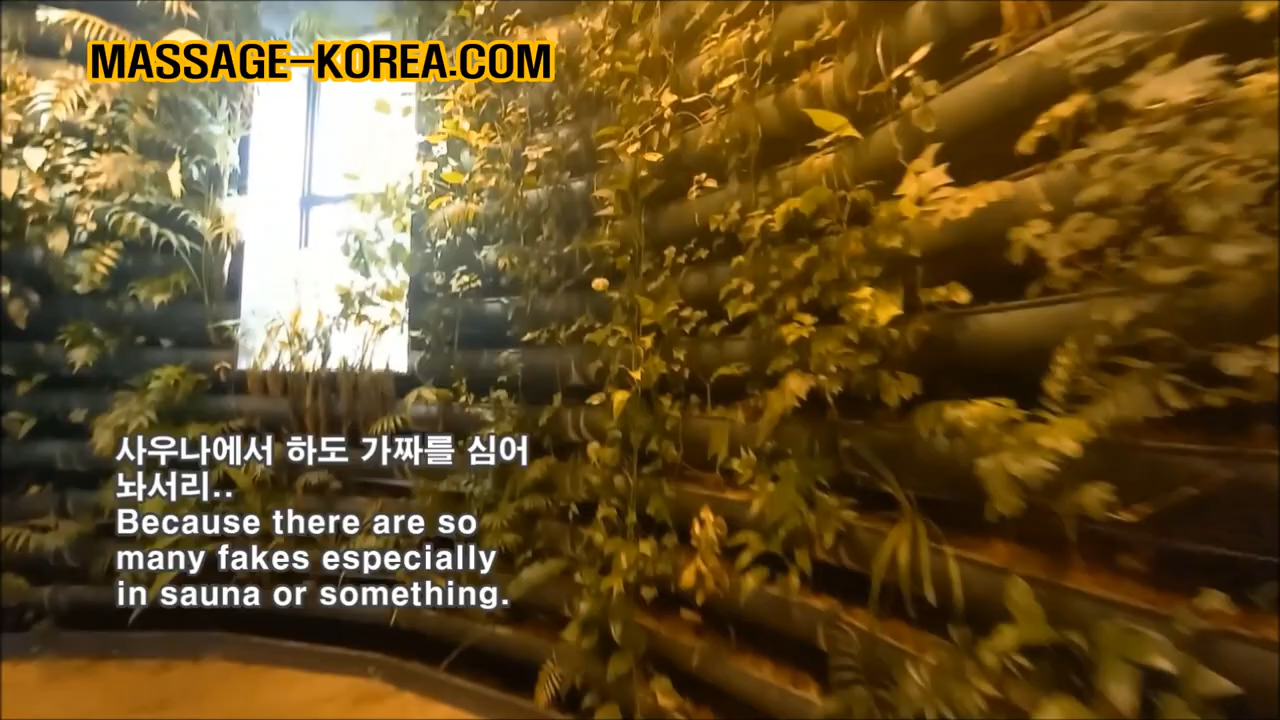 MASSAGE-KOREA.COM
사우나에서 하도 가짜를 심어
놔서리..
Because there are so
many fakes especially
in sauna or something.